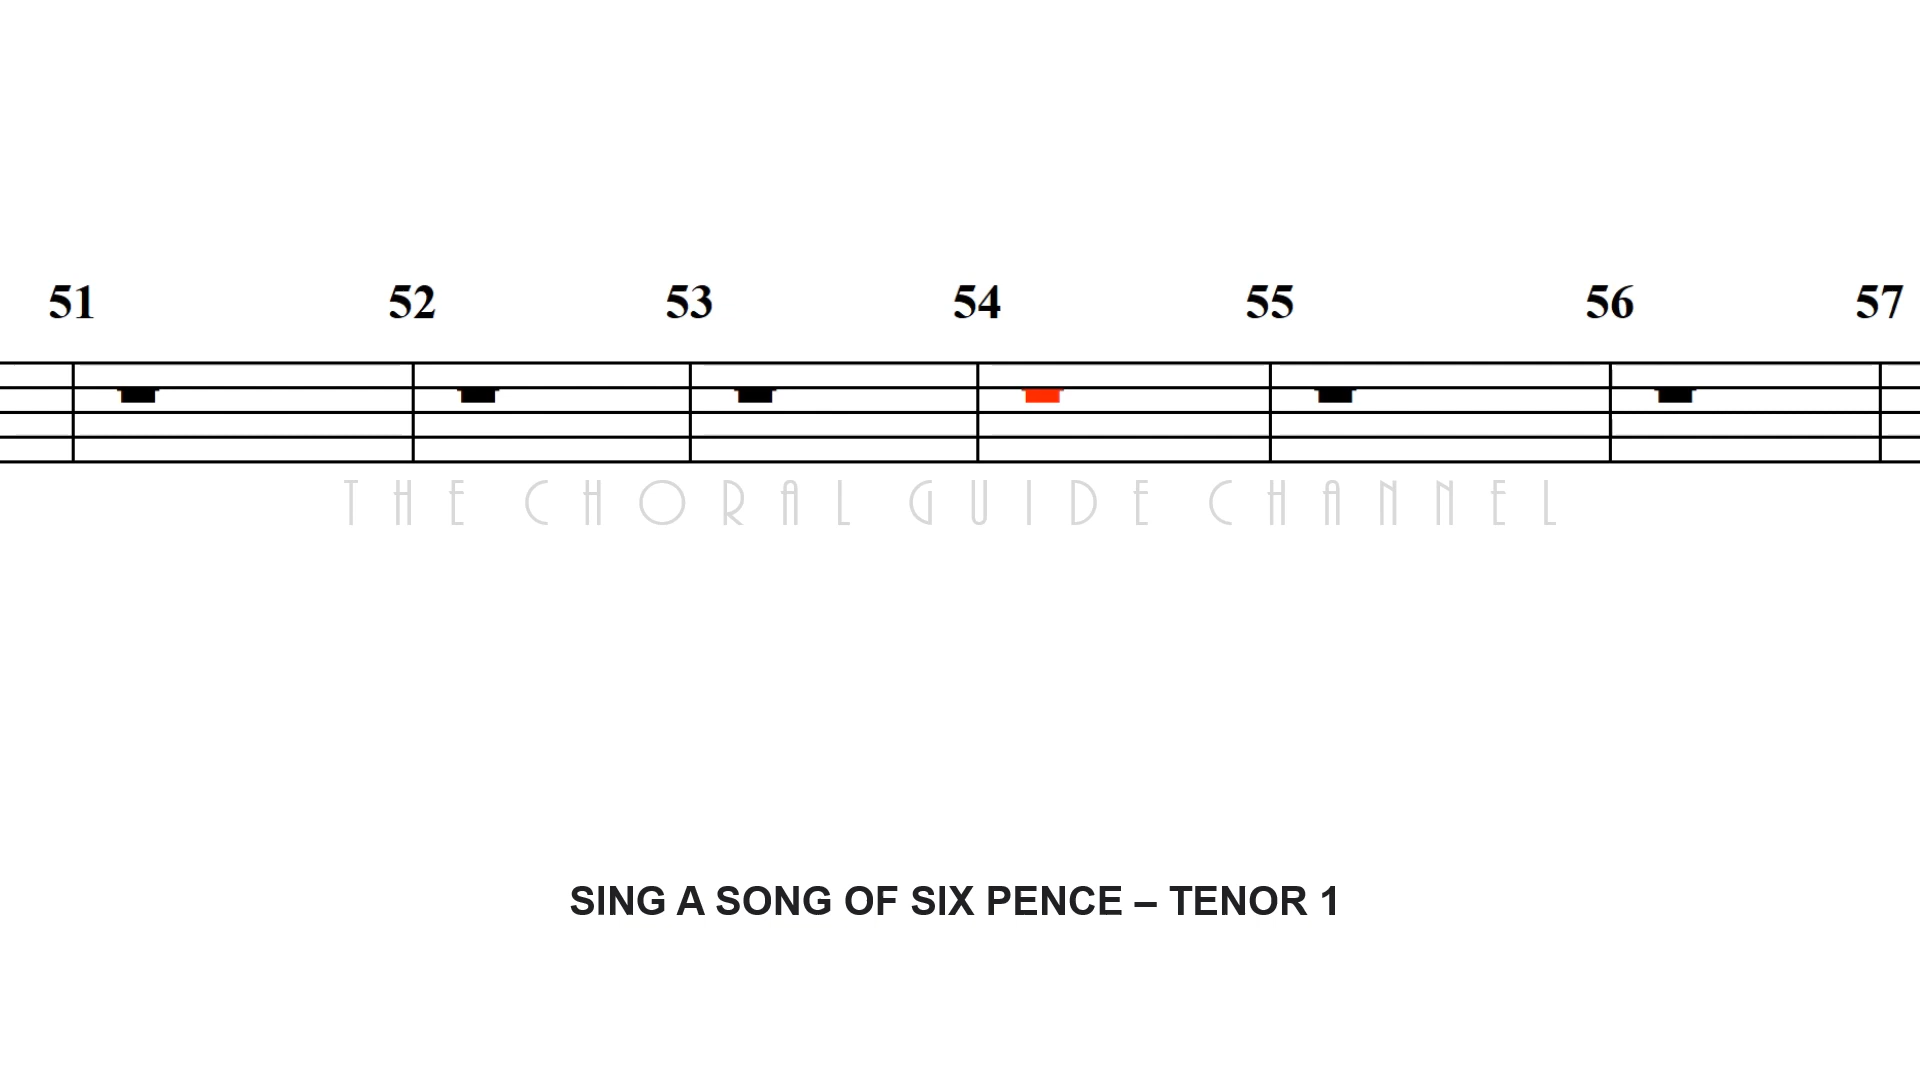 51 52 53 54 55 56 57
THE CHORAL GUIDE CHANNEL
SING A SONG OF SIX PENCE – TENOR 1